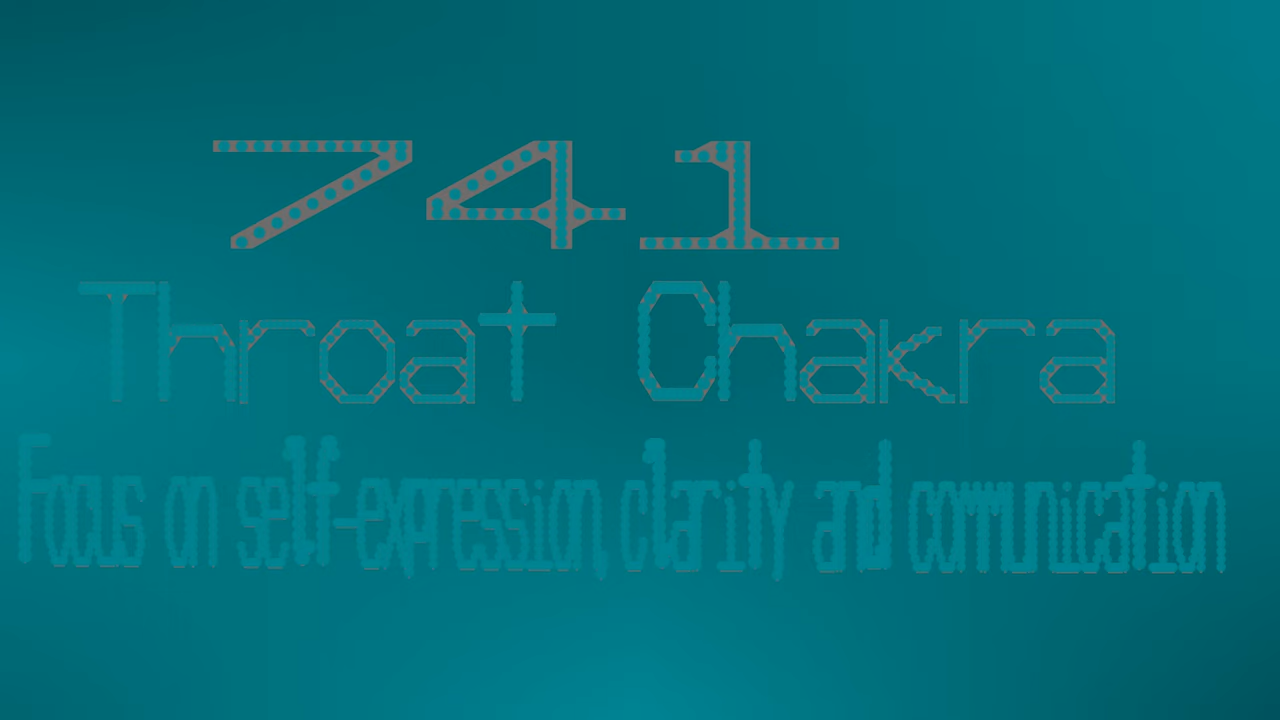 741
Throat Chakra
Focus on self-expression, clarity and communication